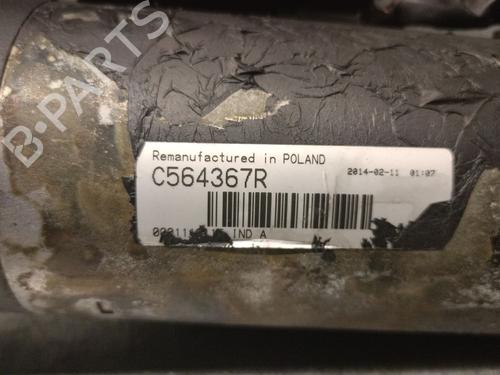 B-PARTS
Remanufactured in POLAND
C564367R
2014-02-11 01:07
IND A